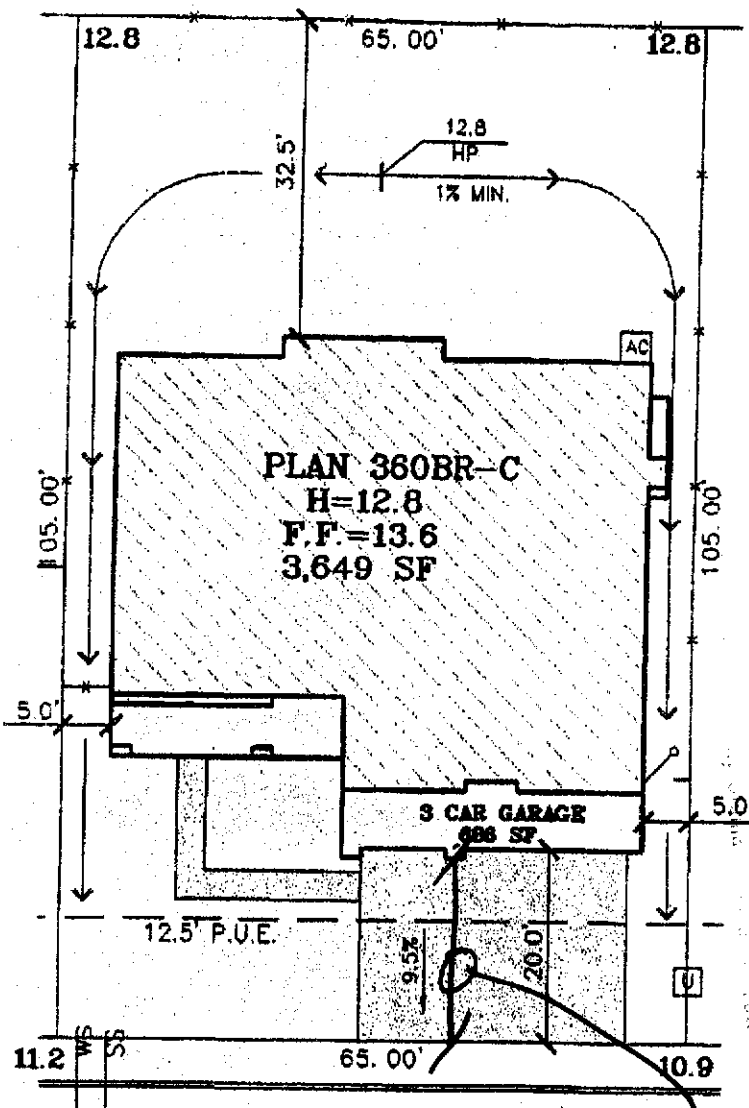 12.8 65.00' 12.8
32.5'
12.8
HP
1% MIN.
AC
PLAN 360BR-C
H=12.8
F.F.=13.6
3,649 SF
105.00'
105.00'
5.0'
3 CAR GARAGE
686 SF
5.0
12.5' P.U.E.
9.5%
20.0'
U
WS
SS
11.2 65.00' 10.9